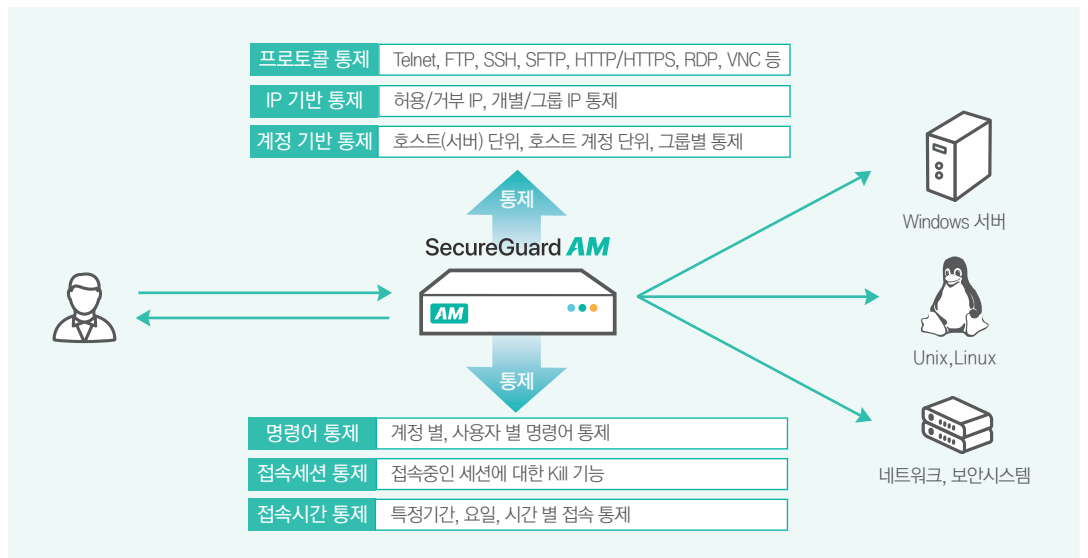 프로토콜 통제 Telnet, FTP, SSH, SFTP, HTTP/HTTPS, RDP, VNC 등
IP 기반 통제 허용/거부 IP, 개별/그룹 IP 통제
계정 기반 통제 호스트(서버) 단위, 호스트 계정 단위, 그룹별 통제
통제
SecureGuard AM
AM
통제
Windows 서버
Unix,Linux
네트워크, 보안시스템
명령어 통제 계정 별, 사용자 별 명령어 통제
접속세션 통제 접속중인 세션에 대한 Kill 기능
접속시간 통제 특정기간, 요일, 시간 별 접속 통제